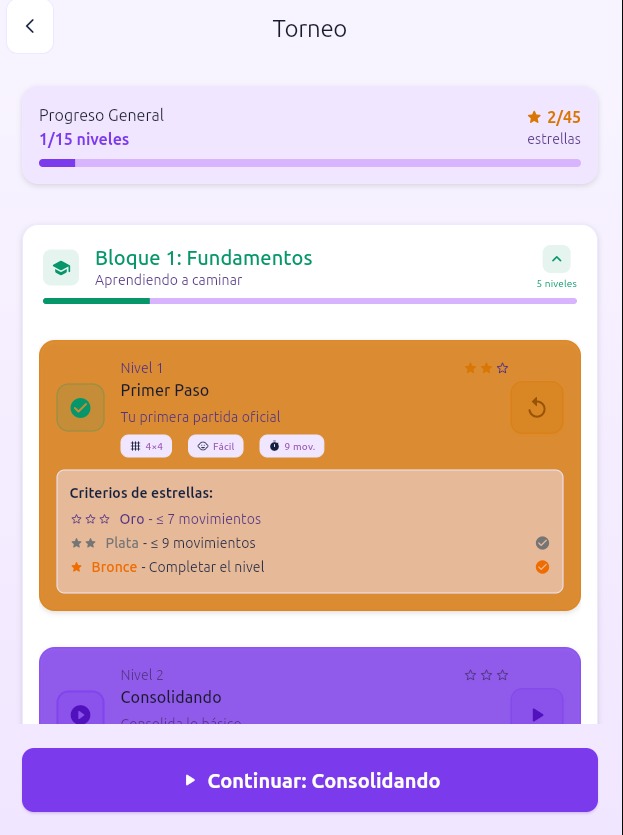 Torneo
Progreso General
1/15 niveles
2/45
estrellas
Bloque 1: Fundamentos
Aprendiendo a caminar
5 niveles
Nivel 1
Primer Paso
Tu primera partida oficial
4×4
Fácil
9 mov.
Criterios de estrellas:
Oro - ≤ 7 movimientos
Plata - ≤ 9 movimientos
Bronce - Completar el nivel
Nivel 2
Consolidando
Consolida lo básico
Continuar: Consolidando